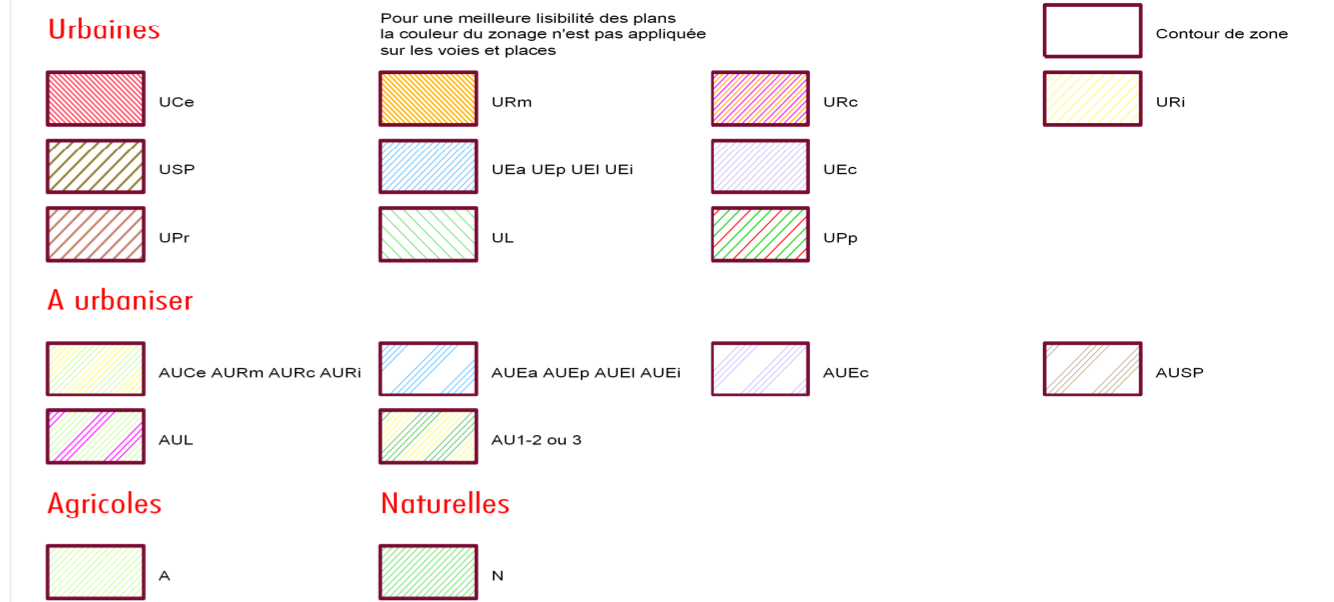 Urbaines
Pour une meilleure lisibilité des plans
la couleur du zonage n'est pas appliquée
sur les voies et places
Contour de zone
UCe
URm
URc
URi
USP
UEa UEp UEl UEi
UEc
UPr
UL
UPp
A urbaniser
AUCe AURm AURc AURi
AUEa AUEp AUEl AUEi
AUEc
AUSP
AUL
AU1-2 ou 3
Agricoles
Naturelles
A
N